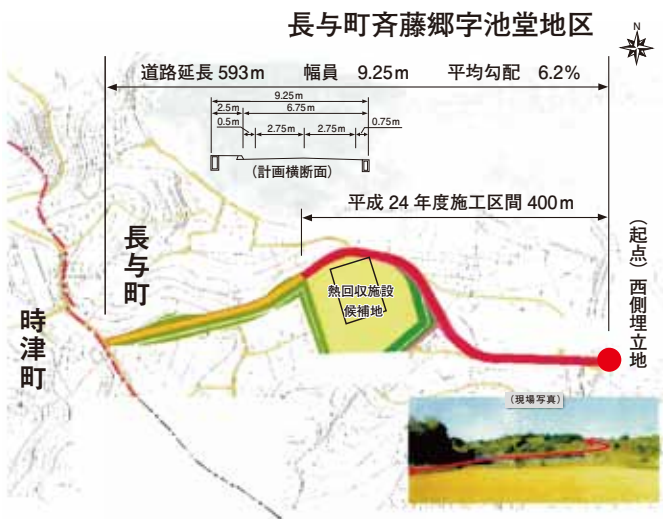 長与町斉藤郷字池堂地区
N
道路延長 593m 幅員 9.25m 平均勾配 6.2%
9.25m
2.5m 6.75m
0.5m 2.75m 2.75m 0.75m
(計画横断面)
平成 24 年度施工区間 400m
長与町
時津町
熱回収施設
候補地
(起点)西側埋立地
(現場写真)